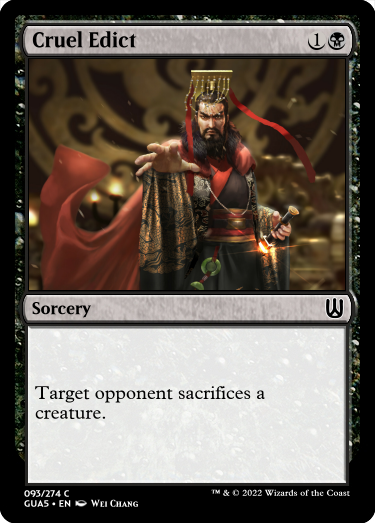 Cruel Edict 1
Sorcery
Target opponent sacrifices a
creature.
093/274 C
GUA5 • EN Wei Chang
™ & © 2022 Wizards of the Coast